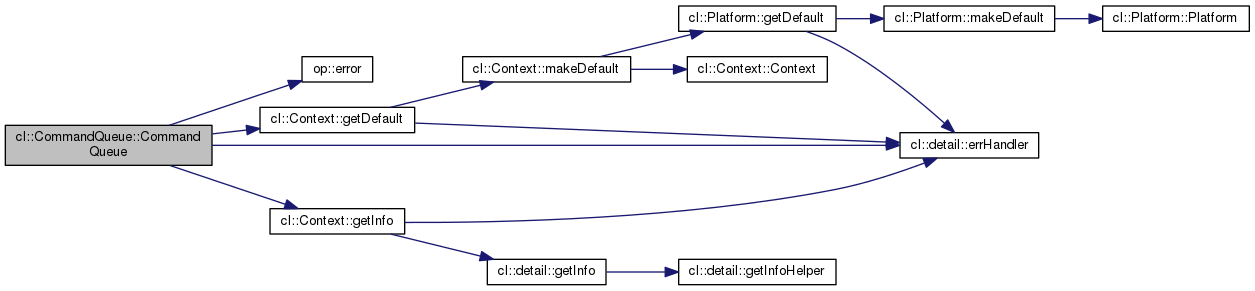 cl::Platform::getDefault
cl::Platform::makeDefault
cl::Platform::Platform
op::error
cl::Context::makeDefault
cl::Context::Context
cl::Context::getDefault
cl::CommandQueue::Command
Queue
cl::detail::errHandler
cl::Context::getInfo
cl::detail::getInfo
cl::detail::getInfoHelper